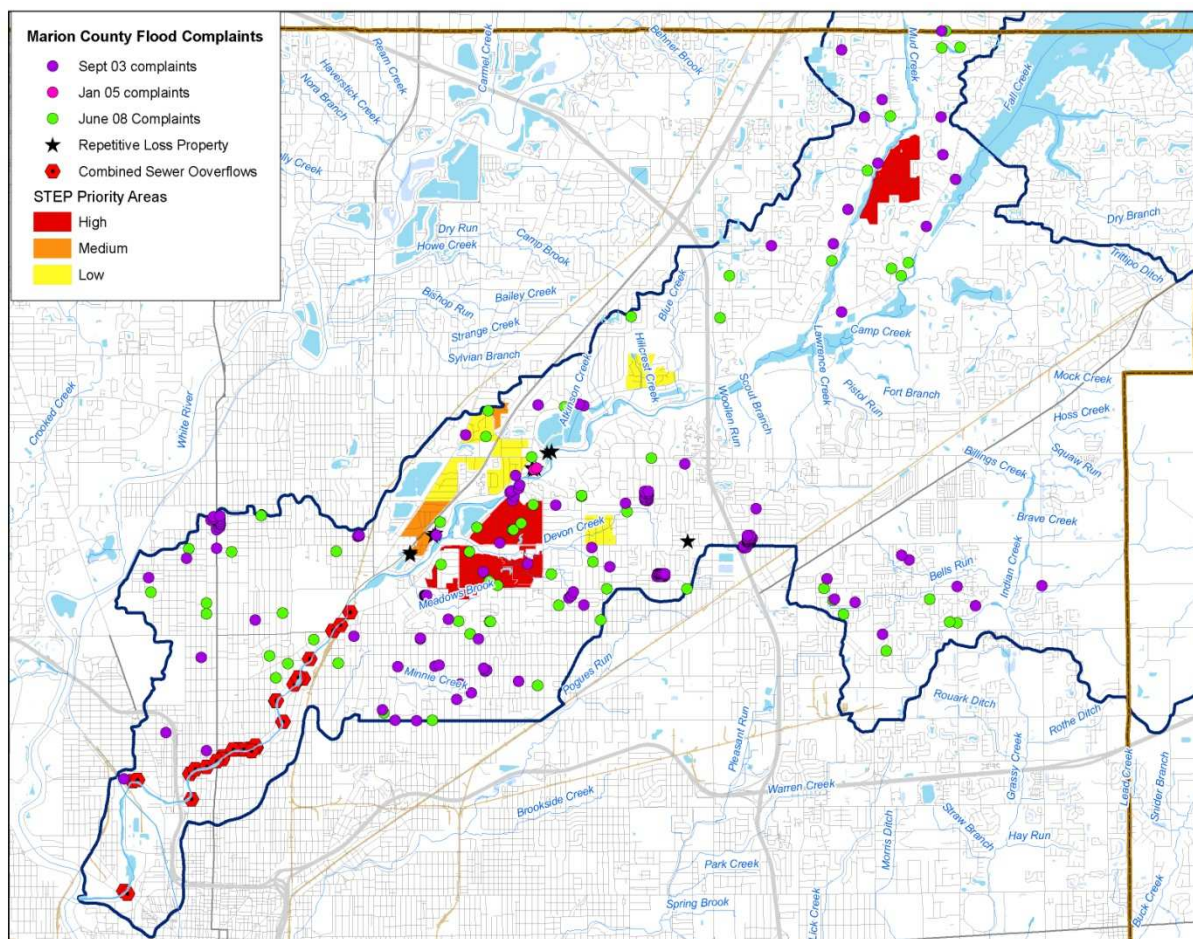 Marion County Flood Complaints
Sept 03 complaints
Jan 05 complaints
June 08 Complaints
Repetitive Loss Property
Combined Sewer Ooverflows
STEP Priority Areas
High
Medium
Low
Ream Creek
Haverstick Creek
Nora Branch
Carmel Creek
Behner Brook
Mud Creek
Fall Creek
Dry Run
Howe Creek
Camp Brook
Bishop Run
Bailey Creek
Strange Creek
Sylvian Branch
Blue Creek
Hillcrest Creek
Atkinson Creek
Dry Branch
Trittipo Ditch
Camp Creek
Lawrence Creek
Fort Branch
Pistol Run
Scout Branch
Woollen Run
Mock Creek
Hoss Creek
Squaw Run
Billings Creek
Crooked Creek
White River
Devon Creek
Brave Creek
Bells Run
Indian Creek
Meadows Brook
Minnie Creek
Pogues Run
Rouark Ditch
Rothe Ditch
Pleasant Run
Grassy Creek
Warren Creek
Lead Creek
Snider Branch
Brookside Creek
Straw Branch
Hay Run
Morris Ditch
Park Creek
Spring Brook
Lick Creek
Buck Creek